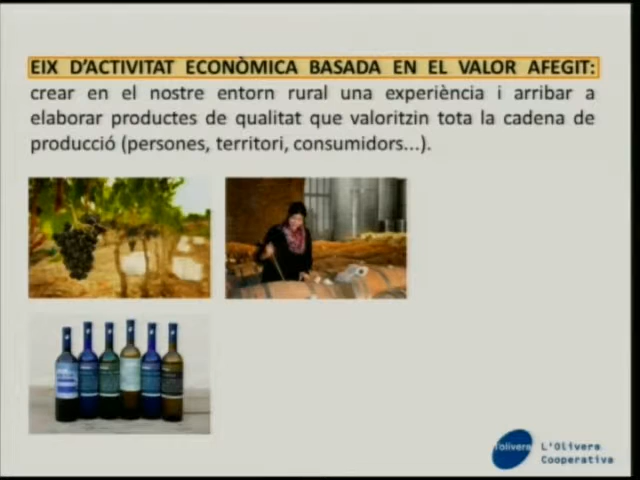 EIX D'ACTIVITAT ECONÒMICA BASADA EN EL VALOR AFEGIT:
crear en el nostre entorn rural una experiència i arribar a
elaborar productes de qualitat que valoritzin tota la cadena de
producció (persones, territori, consumidors...).
l'olivera
L'Olivera
Cooperativa